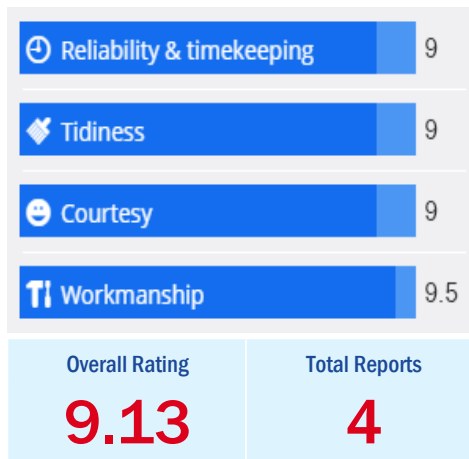 Reliability & timekeeping 9
Tidiness 9
Courtesy 9
Workmanship 9.5
Overall Rating Total Reports
9.13 4